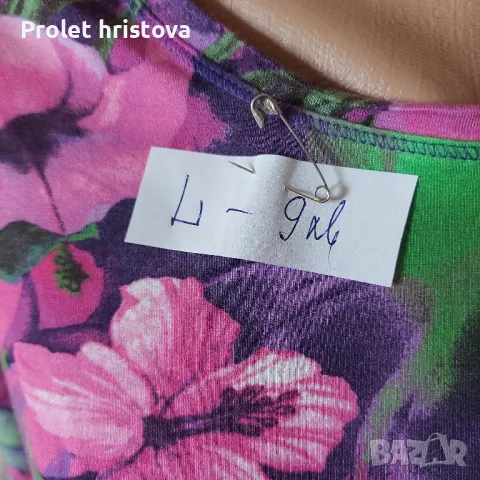 Prolet hristova
Ц - 9лв
BAZAR